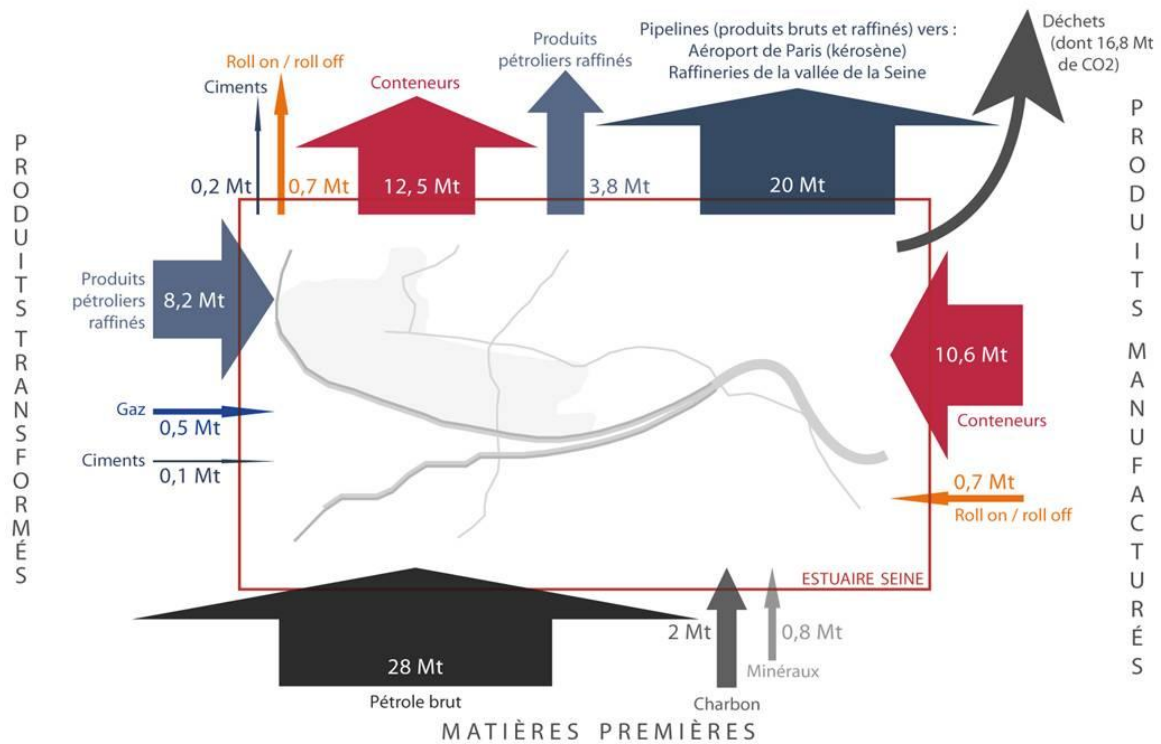 Pipelines (produits bruts et raffinés) vers :
Aéroport de Paris (kérosène)
Raffineries de la vallée de la Seine
Déchets
(dont 16,8 Mt
de CO2)
Produits
pétroliers raffinés
Roll on / roll off
Ciments
Conteneurs
0,2 Mt
0,7 Mt
12, 5 Mt
3,8 Mt
20 Mt
PRODUITS TRANSFORMÉS
PRODUITS MANUFACTURÉS
Produits
pétroliers
raffinés
8,2 Mt
10,6 Mt
Conteneurs
Gaz
0,5 Mt
Ciments
0,1 Mt
0,7 Mt
Roll on / roll off
ESTUAIRE SEINE
2 Mt
0,8 Mt
28 Mt
Minéraux
Pétrole brut
Charbon
MATIÈRES PREMIÈRES